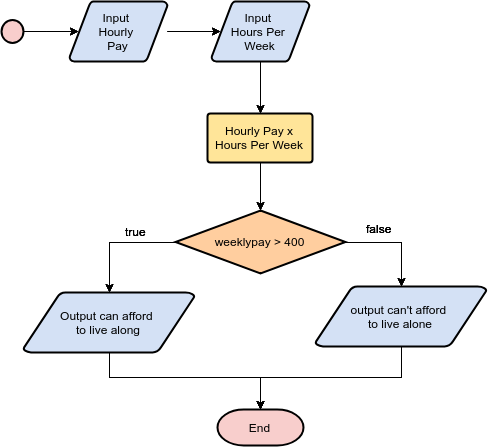 Input
Hourly
Pay
Input
Hours Per
Week
Hourly Pay x
Hours Per Week
weeklypay > 400
true
false
Output can afford
to live along
output can't afford
to live alone
End